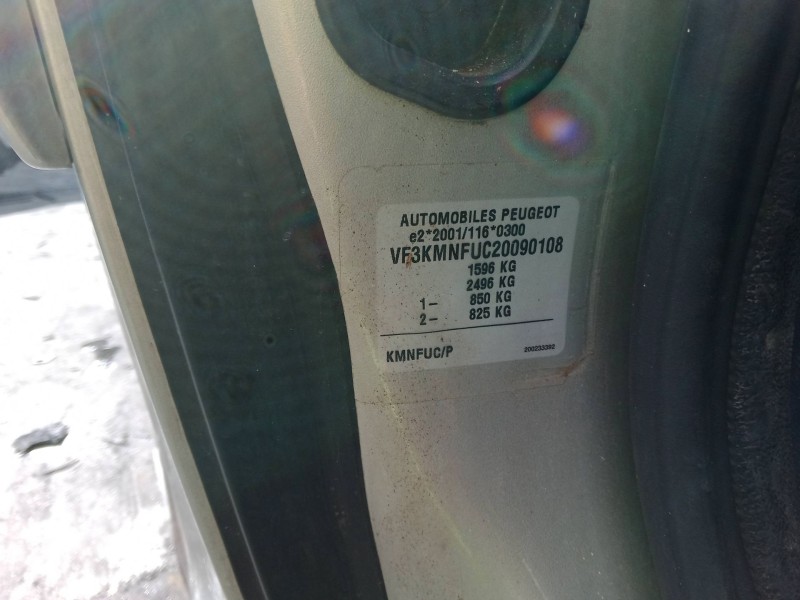 AUTOMOBILES PEUGEOT
e2*2001/116*0300
VF3KMNFUC20090108
1596 KG
2496 KG
1- 850 KG
2- 825 KG
KMNFUC/P 200233392